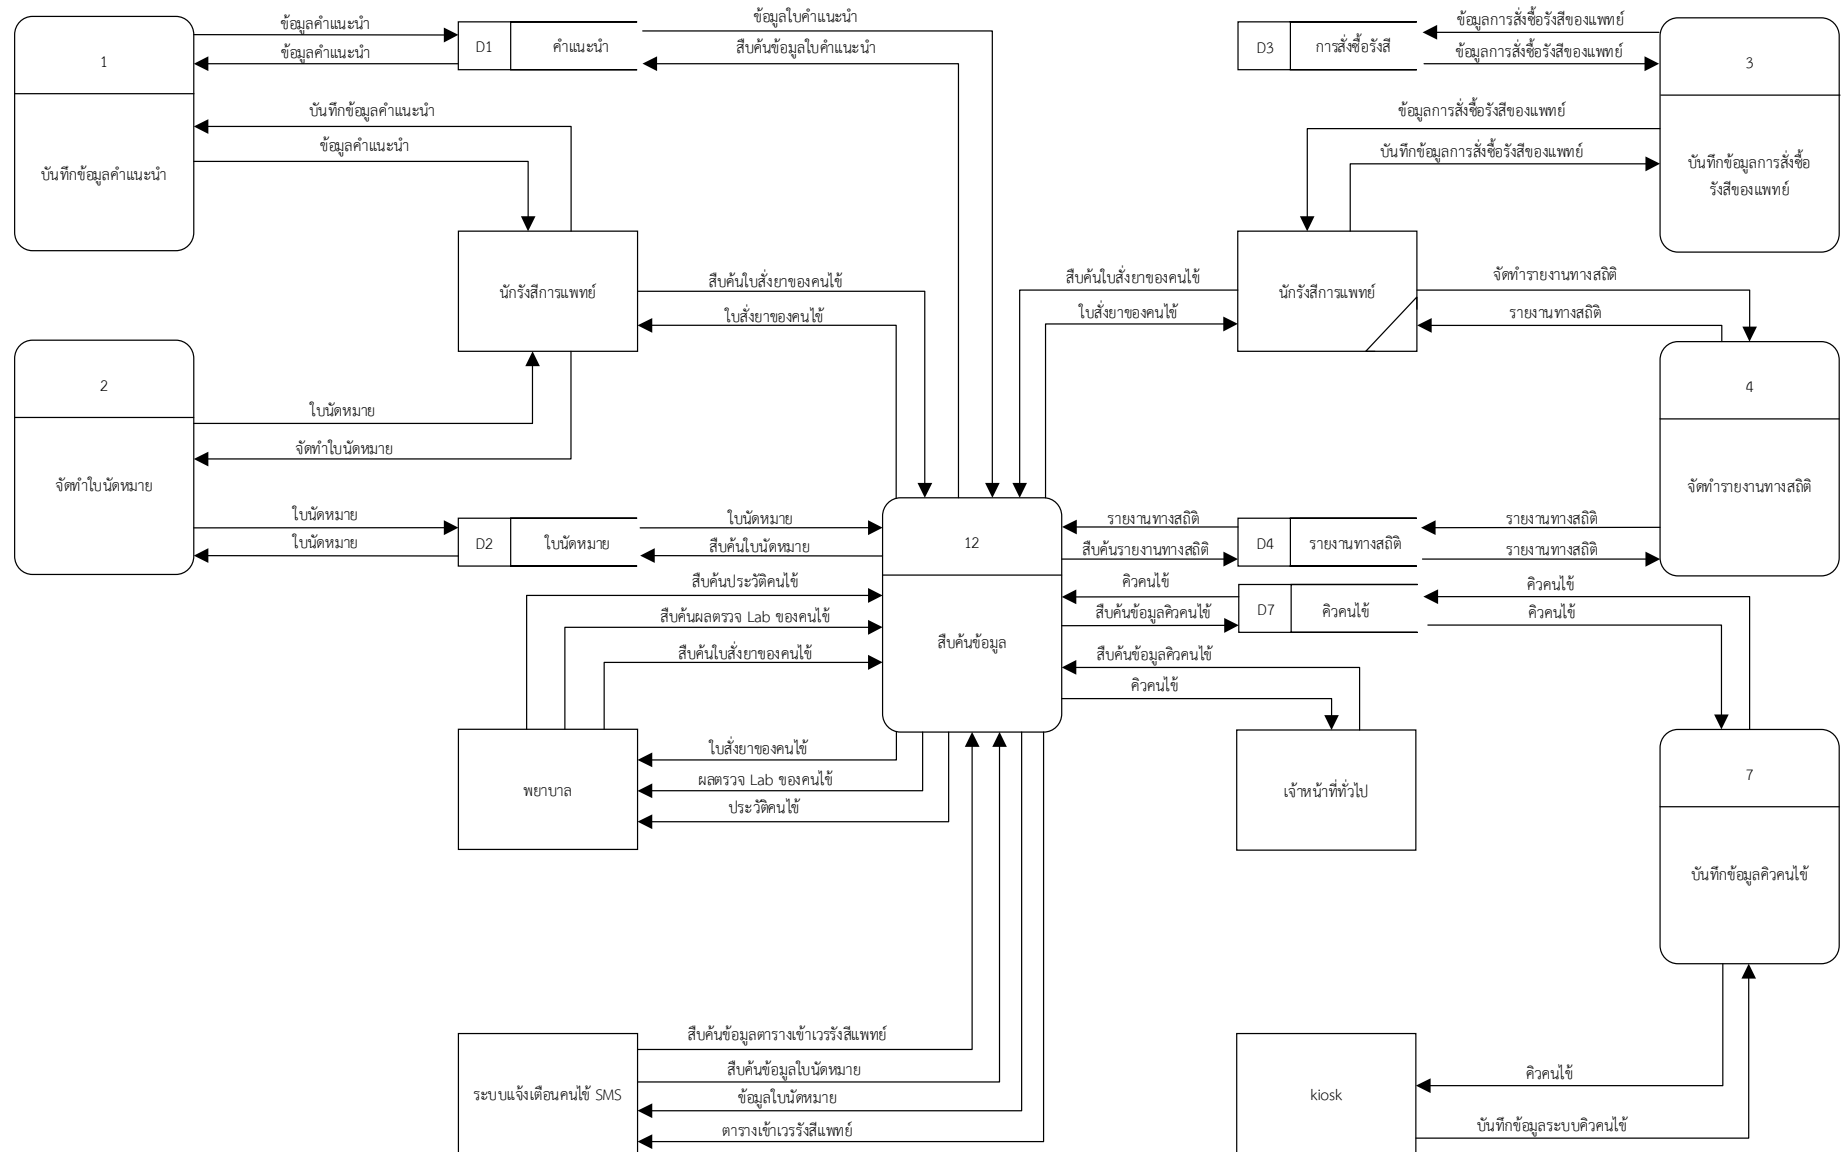 ข้อมูลคำแนะนำ
ข้อมูลใบคำแนะนำ
ข้อมูลการสั่งซื้อรังสีของแพทย์
1
ข้อมูลคำแนะนำ
D1
คำแนะนำ
สืบค้นข้อมูลใบคำแนะนำ
D3
การสั่งซื้อรังสี
ข้อมูลการสั่งซื้อรังสีของแพทย์
3
บันทึกข้อมูลคำแนะนำ
ข้อมูลการสั่งซื้อรังสีของแพทย์
ข้อมูลคำแนะนำ
บันทึกข้อมูลการสั่งซื้อรังสีของแพทย์
บันทึกข้อมูลคำแนะนำ
บันทึกข้อมูลการสั่งซื้อ
รังสีของแพทย์
นักรังสีการแพทย์
สืบค้นใบสั่งยาของคนไข้
สืบค้นใบสั่งยาของคนไข้
นักรังสีการแพทย์
จัดทำรายงานทางสถิติ
ใบสั่งยาของคนไข้
ใบสั่งยาของคนไข้
รายงานทางสถิติ
2
4
ใบนัดหมาย
จัดทำใบนัดหมาย
จัดทำใบนัดหมาย
จัดทำรายงานทางสถิติ
ใบนัดหมาย
ใบนัดหมาย
รายงานทางสถิติ
รายงานทางสถิติ
ใบนัดหมาย
D2
ใบนัดหมาย
สืบค้นใบนัดหมาย
12
สืบค้นรายงานทางสถิติ
D4
รายงานทางสถิติ
รายงานทางสถิติ
สืบค้นประวัติคนไข้
คิวคนไข้
คิวคนไข้
สืบค้นผลตรวจ Lab ของคนไข้
สืบค้นข้อมูลคิวคนไข้
D7
คิวคนไข้
คิวคนไข้
สืบค้นข้อมูล
สืบค้นใบสั่งยาของคนไข้
สืบค้นข้อมูลคิวคนไข้
คิวคนไข้
ใบสั่งยาของคนไข้
7
พยาบาล
ผลตรวจ Lab ของคนไข้
เจ้าหน้าที่ทั่วไป
ประวัติคนไข้
บันทึกข้อมูลคิวคนไข้
สืบค้นข้อมูลตารางเข้าเวรรังสีแพทย์
สืบค้นข้อมูลใบนัดหมาย
คิวคนไข้
ระบบแจ้งเตือนคนไข้ SMS
ข้อมูลใบนัดหมาย
kiosk
ตารางเข้าเวรรังสีแพทย์
บันทึกข้อมูลระบบคิวคนไข้